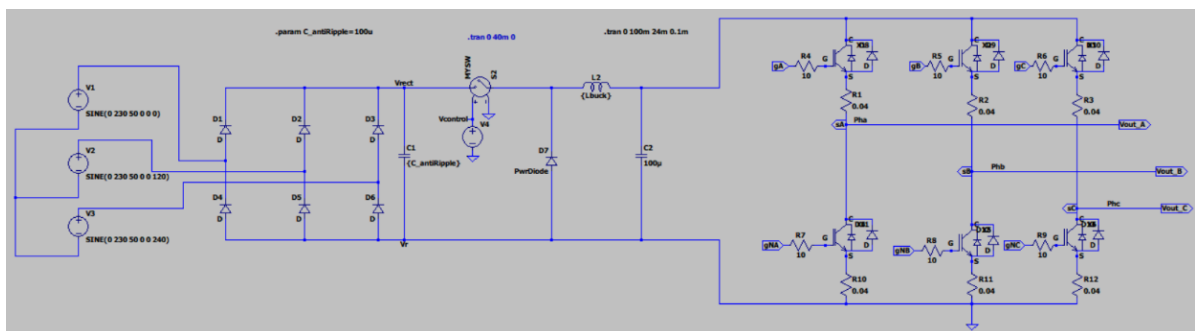 .param C_antiRipple=100u
.tran 0 40m 0
.tran 0 100m 24m 0.1m
V1
SINE(0 230 50 0 0 0)
V2
SINE(0 230 50 0 0 120)
V3
SINE(0 230 50 0 0 240)
D1
D
D2
D
D3
D
D4
D
D5
D
D6
D
Vrect
C1
{C_antiRipple}
Vr
MYSW
S2
Vcontrol
V4
D7
PwrDiode
L2
{Lbuck}
C2
100µ
gA
R4
10
G
C
D
S
R1
0.04
gB
R5
10
G
C
D
S
R2
0.04
gC
R6
10
G
C
D
S
R3
0.04
sA
Pha
Vout_A
sB
Phb
Vout_B
sC
Phc
Vout_C
gNA
R7
10
G
C
D
S
R10
0.04
gNB
R8
10
G
C
D
S
R11
0.04
gNC
R9
10
G
C
D
S
R12
0.04